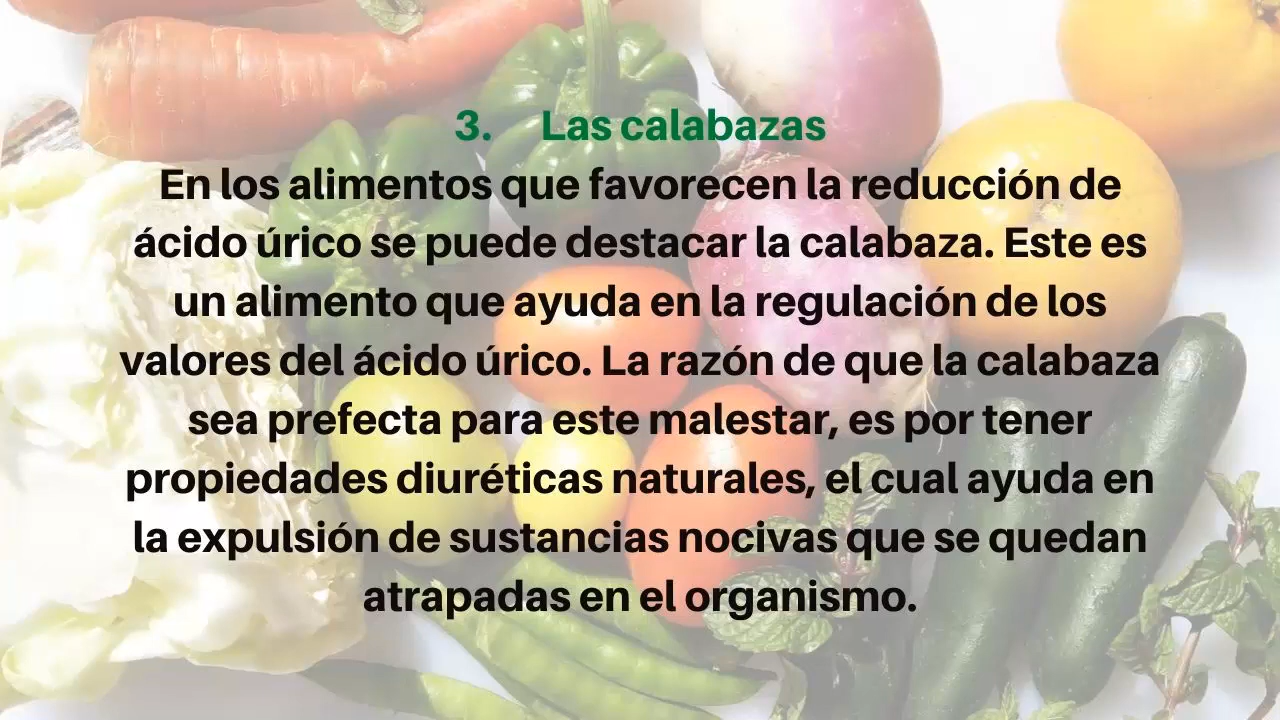 3. Las calabazas
En los alimentos que favorecen la reducción de
ácido úrico se puede destacar la calabaza. Este es
un alimento que ayuda en la regulación de los
valores del ácido úrico. La razón de que la calabaza
sea prefecta para este malestar, es por tener
propiedades diuréticas naturales, el cual ayuda en
la expulsión de sustancias nocivas que se quedan
atrapadas en el organismo.